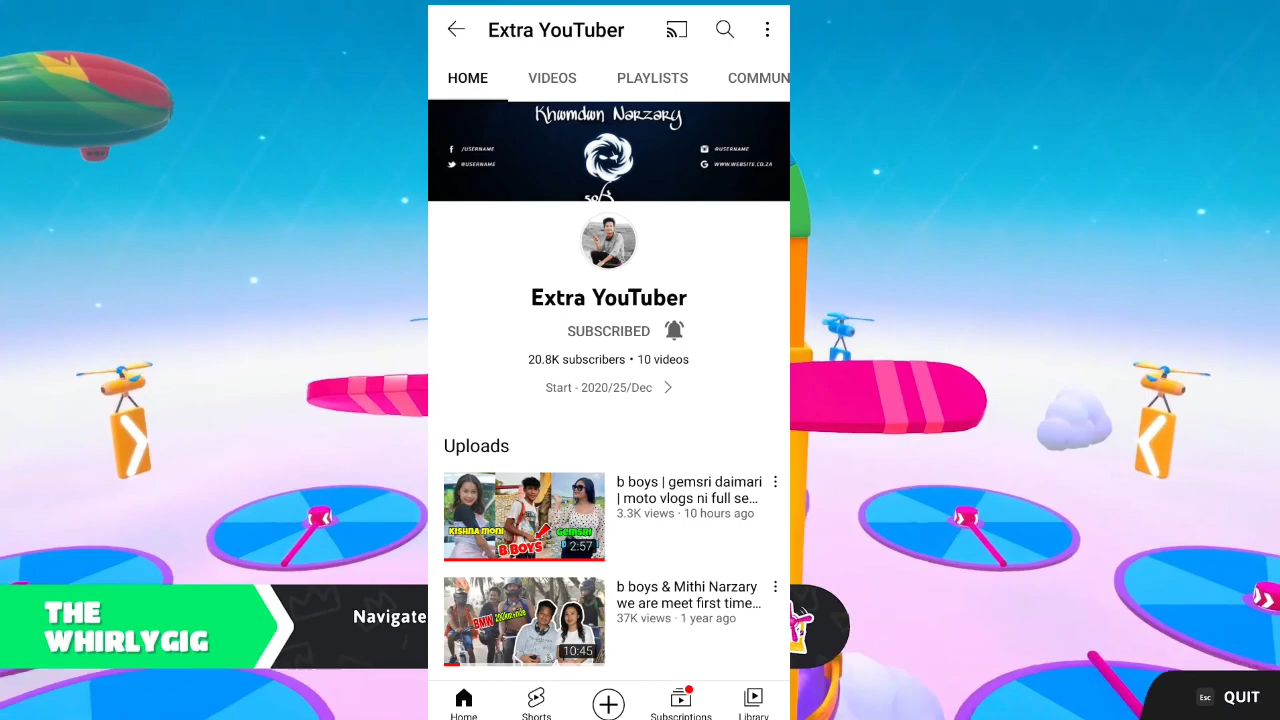 Extra YouTuber
HOME VIDEOS PLAYLISTS COMMUN
Khwmdwn Narzary
/USERNAME
@USERNAME
@USERNAME
WWW.WEBSITE.CO.ZA
Extra YouTuber
SUBSCRIBED
20.8K subscribers • 10 videos
Start - 2020/25/Dec
Uploads
KISHNA MONI
B BOYS
GEMSRI
2:57
b boys | gemsri daimari
| moto vlogs ni full se...
3.3K views · 10 hours ago
BMW
10:45
b boys & Mithi Narzary
we are meet first time...
37K views · 1 year ago
THE
WHIRLYGIG
Navigate
Esc QUIT
Home Shorts Subscriptions Library